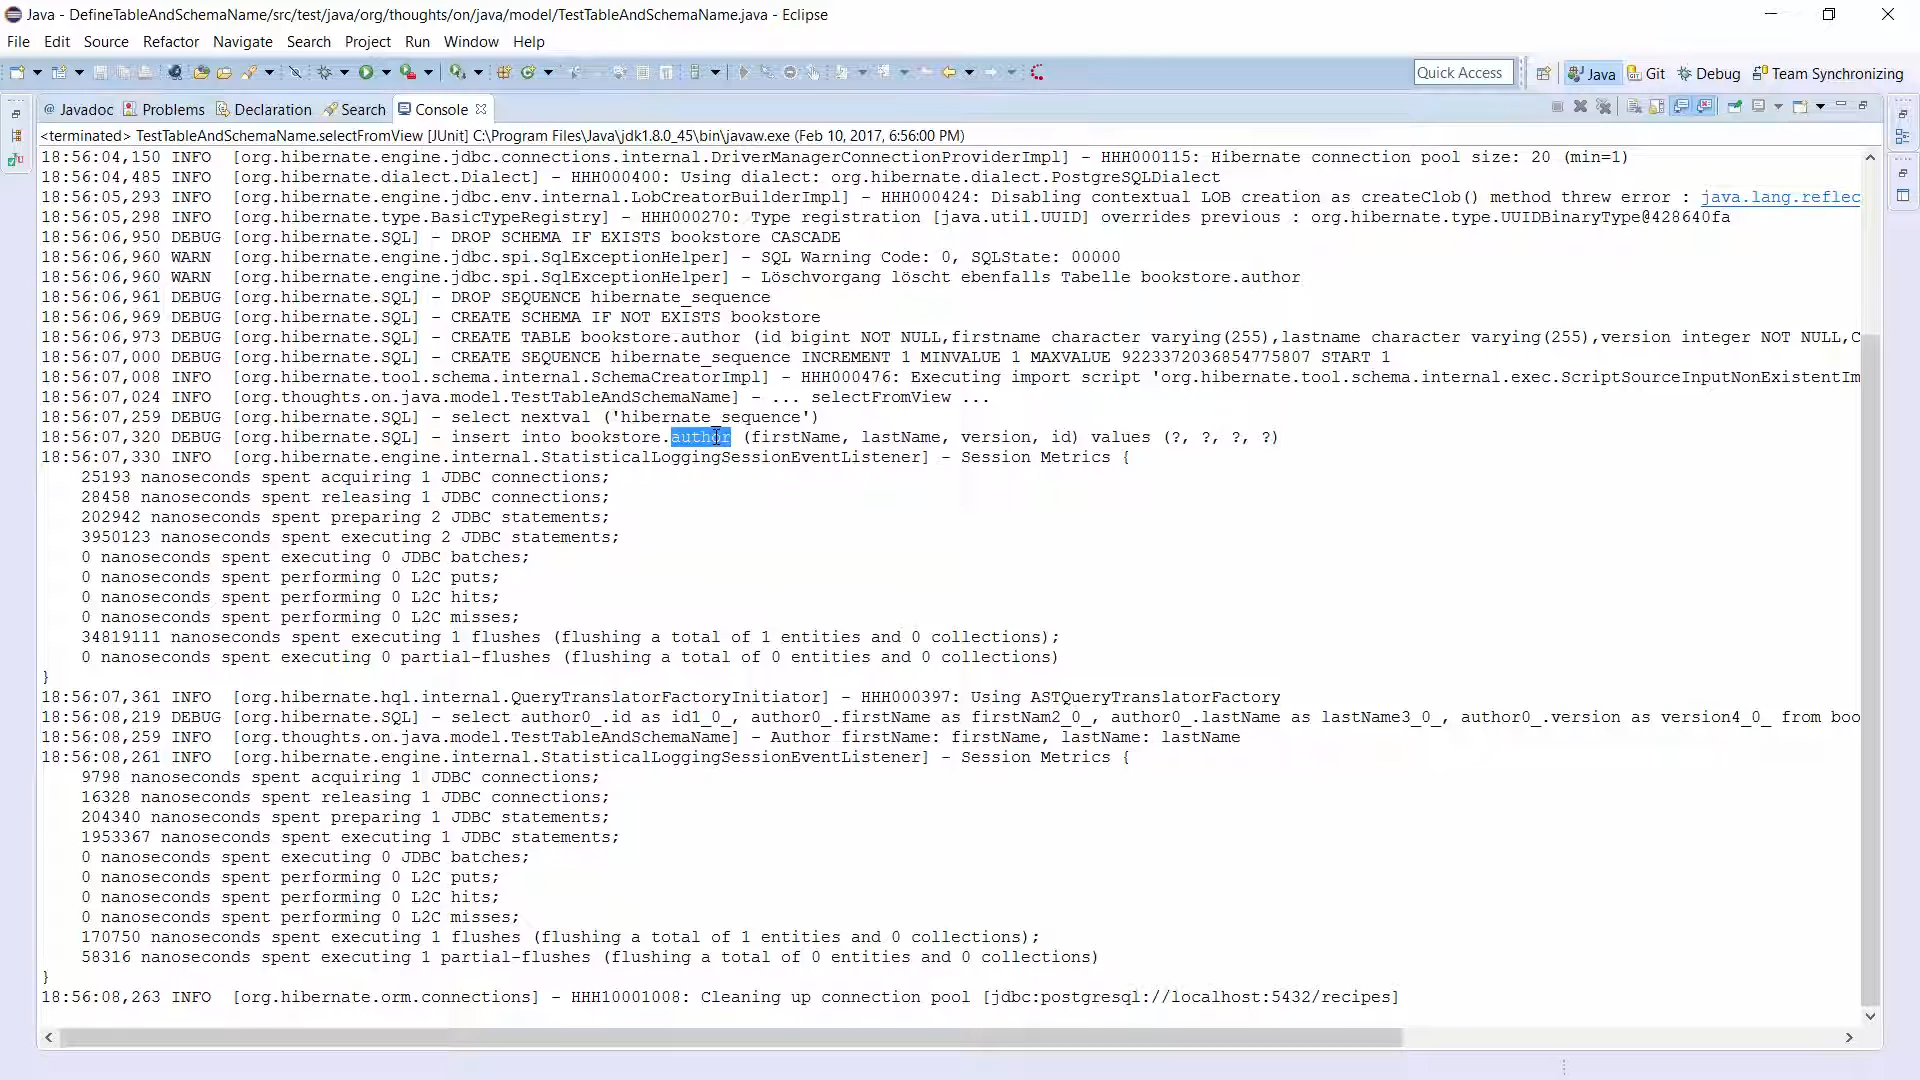 Java - DefineTableAndSchemaName/src/test/java/org/thoughts/on/java/model/TestTableAndSchemaName.java - Eclipse
File Edit Source Refactor Navigate Search Project Run Window Help
Quick Access Java Git Debug Team Synchronizing
@ Javadoc Problems Declaration Search Console
<terminated> TestTableAndSchemaName.selectFromView [JUnit] C:\Program Files\Java\jdk1.8.0_45\bin\javaw.exe (Feb 10, 2017, 6:56:00 PM)
18:56:04,150 INFO  [org.hibernate.engine.jdbc.connections.internal.DriverManagerConnectionProviderImpl] - HHH000115: Hibernate connection pool size: 20 (min=1)
18:56:04,485 INFO  [org.hibernate.dialect.Dialect] - HHH000400: Using dialect: org.hibernate.dialect.PostgreSQLDialect
18:56:05,293 INFO  [org.hibernate.engine.jdbc.env.internal.LobCreatorBuilderImpl] - HHH000424: Disabling contextual LOB creation as createClob() method threw error : java.lang.reflec
18:56:05,298 INFO  [org.hibernate.type.BasicTypeRegistry] - HHH000270: Type registration [java.util.UUID] overrides previous : org.hibernate.type.UUIDBinaryType@428640fa
18:56:06,950 DEBUG [org.hibernate.SQL] - DROP SCHEMA IF EXISTS bookstore CASCADE
18:56:06,960 WARN  [org.hibernate.engine.jdbc.spi.SqlExceptionHelper] - SQL Warning Code: 0, SQLState: 00000
18:56:06,960 WARN  [org.hibernate.engine.jdbc.spi.SqlExceptionHelper] - Löschvorgang löscht ebenfalls Tabelle bookstore.author
18:56:06,961 DEBUG [org.hibernate.SQL] - DROP SEQUENCE hibernate_sequence
18:56:06,969 DEBUG [org.hibernate.SQL] - CREATE SCHEMA IF NOT EXISTS bookstore
18:56:06,973 DEBUG [org.hibernate.SQL] - CREATE TABLE bookstore.author (id bigint NOT NULL,firstname character varying(255),lastname character varying(255),version integer NOT NULL,C
18:56:07,000 DEBUG [org.hibernate.SQL] - CREATE SEQUENCE hibernate_sequence INCREMENT 1 MINVALUE 1 MAXVALUE 9223372036854775807 START 1
18:56:07,008 INFO  [org.hibernate.tool.schema.internal.SchemaCreatorImpl] - HHH000476: Executing import script 'org.hibernate.tool.schema.internal.exec.ScriptSourceInputNonExistentIm
18:56:07,024 INFO  [org.thoughts.on.java.model.TestTableAndSchemaName] - ... selectFromView ...
18:56:07,259 DEBUG [org.hibernate.SQL] - select nextval ('hibernate_sequence')
18:56:07,320 DEBUG [org.hibernate.SQL] - insert into bookstore.author (firstName, lastName, version, id) values (?, ?, ?, ?)
18:56:07,330 INFO  [org.hibernate.engine.internal.StatisticalLoggingSessionEventListener] - Session Metrics {
25193 nanoseconds spent acquiring 1 JDBC connections;
28458 nanoseconds spent releasing 1 JDBC connections;
202942 nanoseconds spent preparing 2 JDBC statements;
3950123 nanoseconds spent executing 2 JDBC statements;
0 nanoseconds spent executing 0 JDBC batches;
0 nanoseconds spent performing 0 L2C puts;
0 nanoseconds spent performing 0 L2C hits;
0 nanoseconds spent performing 0 L2C misses;
34819111 nanoseconds spent executing 1 flushes (flushing a total of 1 entities and 0 collections);
0 nanoseconds spent executing 0 partial-flushes (flushing a total of 0 entities and 0 collections)
}
18:56:07,361 INFO  [org.hibernate.hql.internal.QueryTranslatorFactoryInitiator] - HHH000397: Using ASTQueryTranslatorFactory
18:56:08,219 DEBUG [org.hibernate.SQL] - select author0_.id as id1_0_, author0_.firstName as firstNam2_0_, author0_.lastName as lastName3_0_, author0_.version as version4_0_ from boo
18:56:08,259 INFO  [org.thoughts.on.java.model.TestTableAndSchemaName] - Author firstName: firstName, lastName: lastName
18:56:08,261 INFO  [org.hibernate.engine.internal.StatisticalLoggingSessionEventListener] - Session Metrics {
9798 nanoseconds spent acquiring 1 JDBC connections;
16328 nanoseconds spent releasing 1 JDBC connections;
204340 nanoseconds spent preparing 1 JDBC statements;
1953367 nanoseconds spent executing 1 JDBC statements;
0 nanoseconds spent executing 0 JDBC batches;
0 nanoseconds spent performing 0 L2C puts;
0 nanoseconds spent performing 0 L2C hits;
0 nanoseconds spent performing 0 L2C misses;
170750 nanoseconds spent executing 1 flushes (flushing a total of 1 entities and 0 collections);
58316 nanoseconds spent executing 1 partial-flushes (flushing a total of 0 entities and 0 collections)
}
18:56:08,263 INFO  [org.hibernate.orm.connections] - HHH10001008: Cleaning up connection pool [jdbc:postgresql://localhost:5432/recipes]